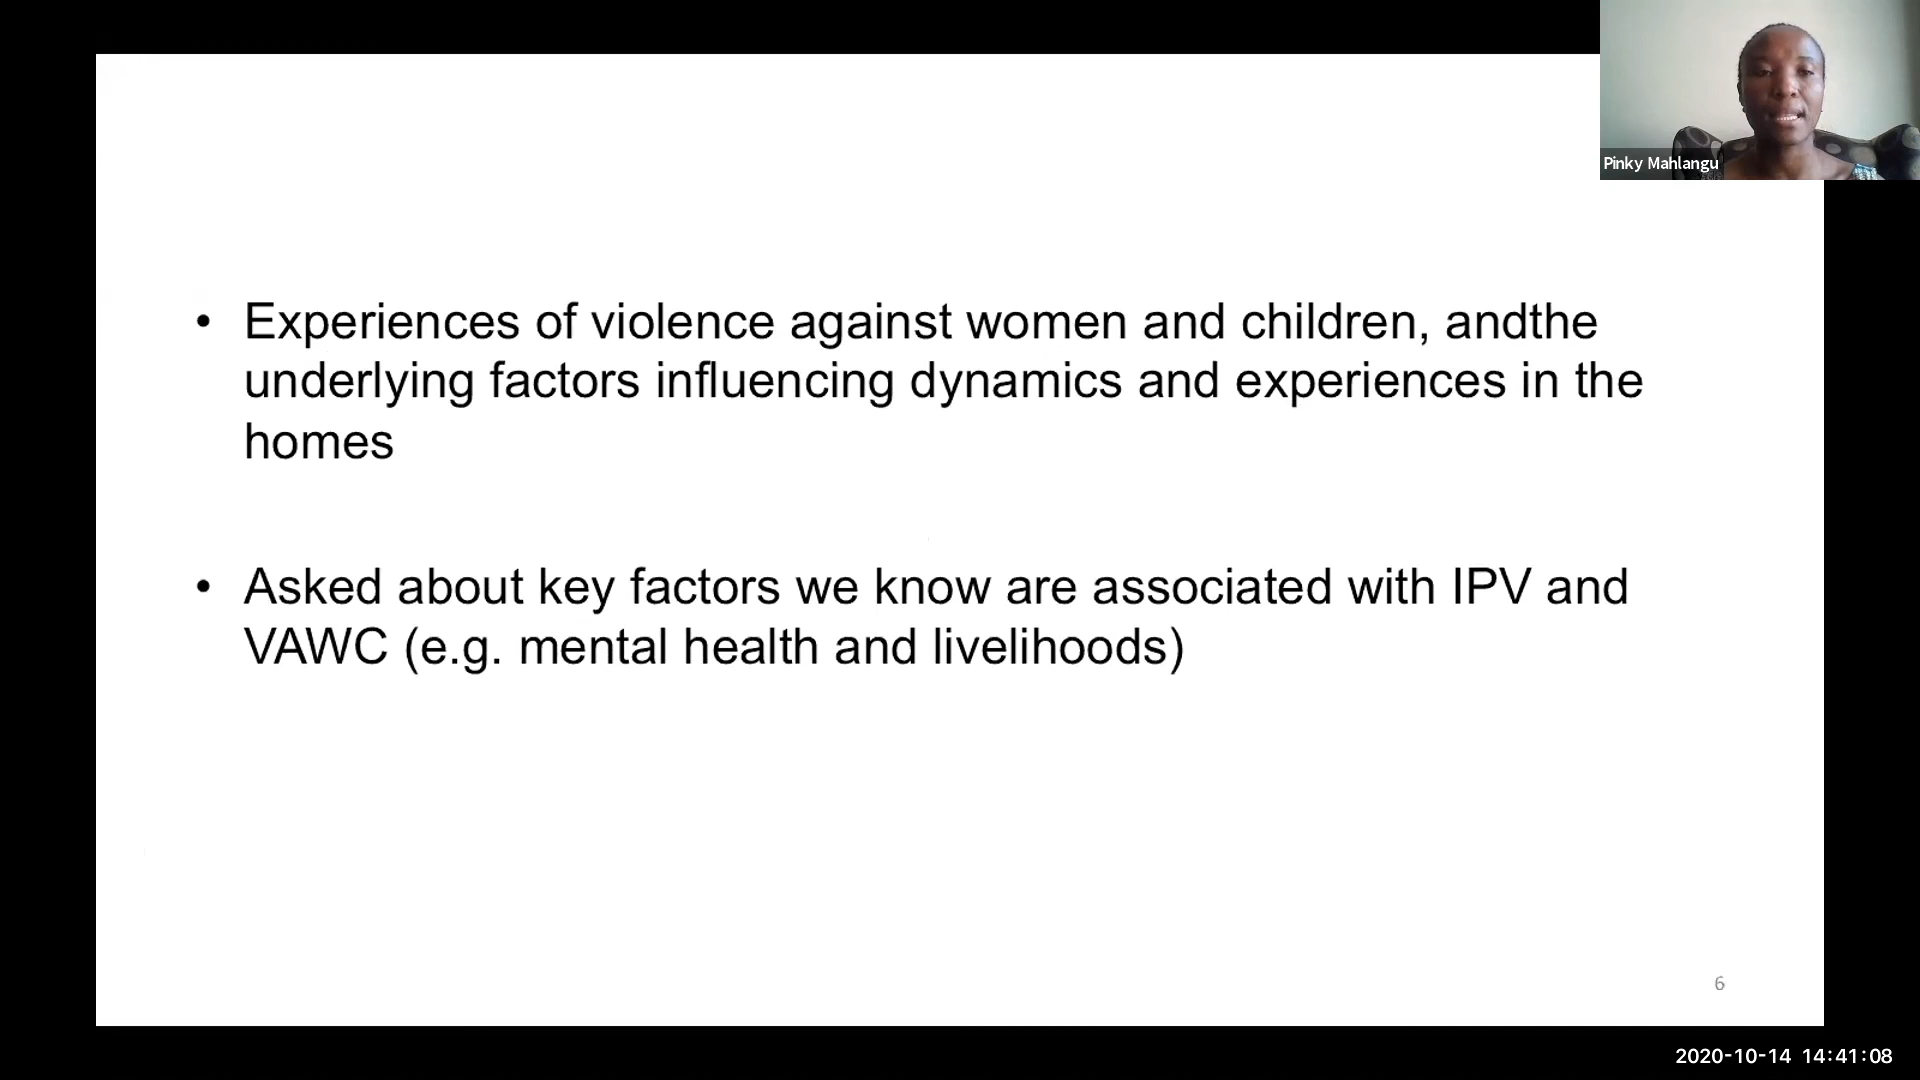 Pinky Mahlangu
• Experiences of violence against women and children, andthe
underlying factors influencing dynamics and experiences in the
homes
• Asked about key factors we know are associated with IPV and
VAWC (e.g. mental health and livelihoods)
6
2020-10-14 14:41:08